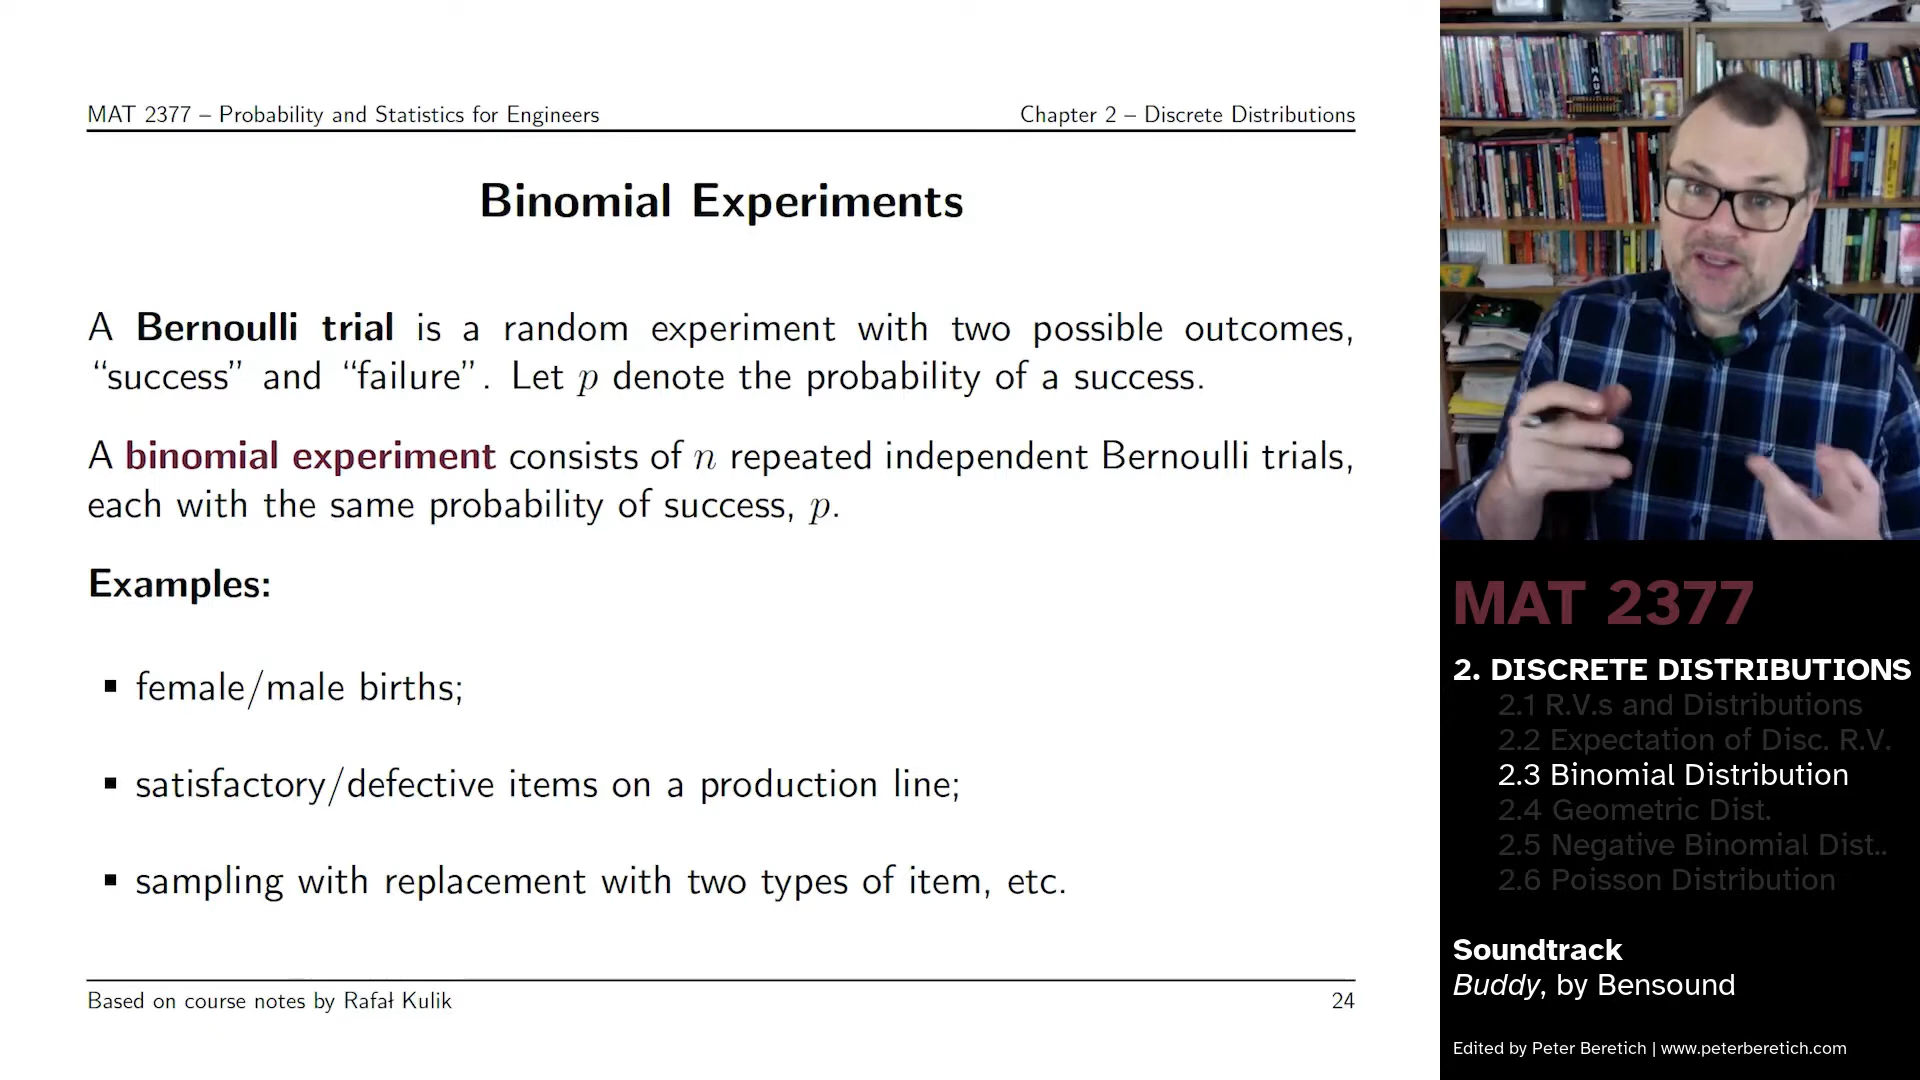 MAT 2377 – Probability and Statistics for Engineers
Chapter 2 – Discrete Distributions
Binomial Experiments
A Bernoulli trial is a random experiment with two possible outcomes,
“success” and “failure”. Let p denote the probability of a success.
A binomial experiment consists of n repeated independent Bernoulli trials,
each with the same probability of success, p.
Examples:
▪ female/male births;
▪ satisfactory/defective items on a production line;
▪ sampling with replacement with two types of item, etc.
Based on course notes by Rafał Kulik
24
MAT 2377
2. DISCRETE DISTRIBUTIONS
2.1 R.V.s and Distributions
2.2 Expectation of Disc. R.V.
2.3 Binomial Distribution
2.4 Geometric Dist.
2.5 Negative Binomial Dist..
2.6 Poisson Distribution
Soundtrack
Buddy, by Bensound
Edited by Peter Beretich | www.peterberetich.com